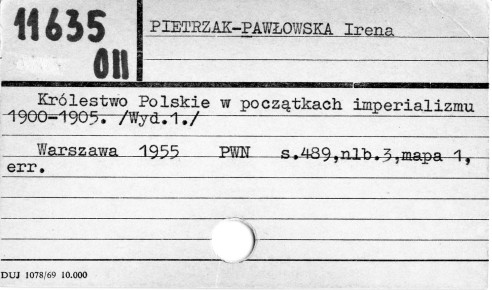 11635
OII
PIETRZAK-PAWŁOWSKA Irena
Królestwo Polskie w początkach imperializmu
1900-1905. /Wyd.1./
Warszawa 1955 PWN s.489,nlb.3,mapa 1,
err.
DUJ 1078/69 10.000